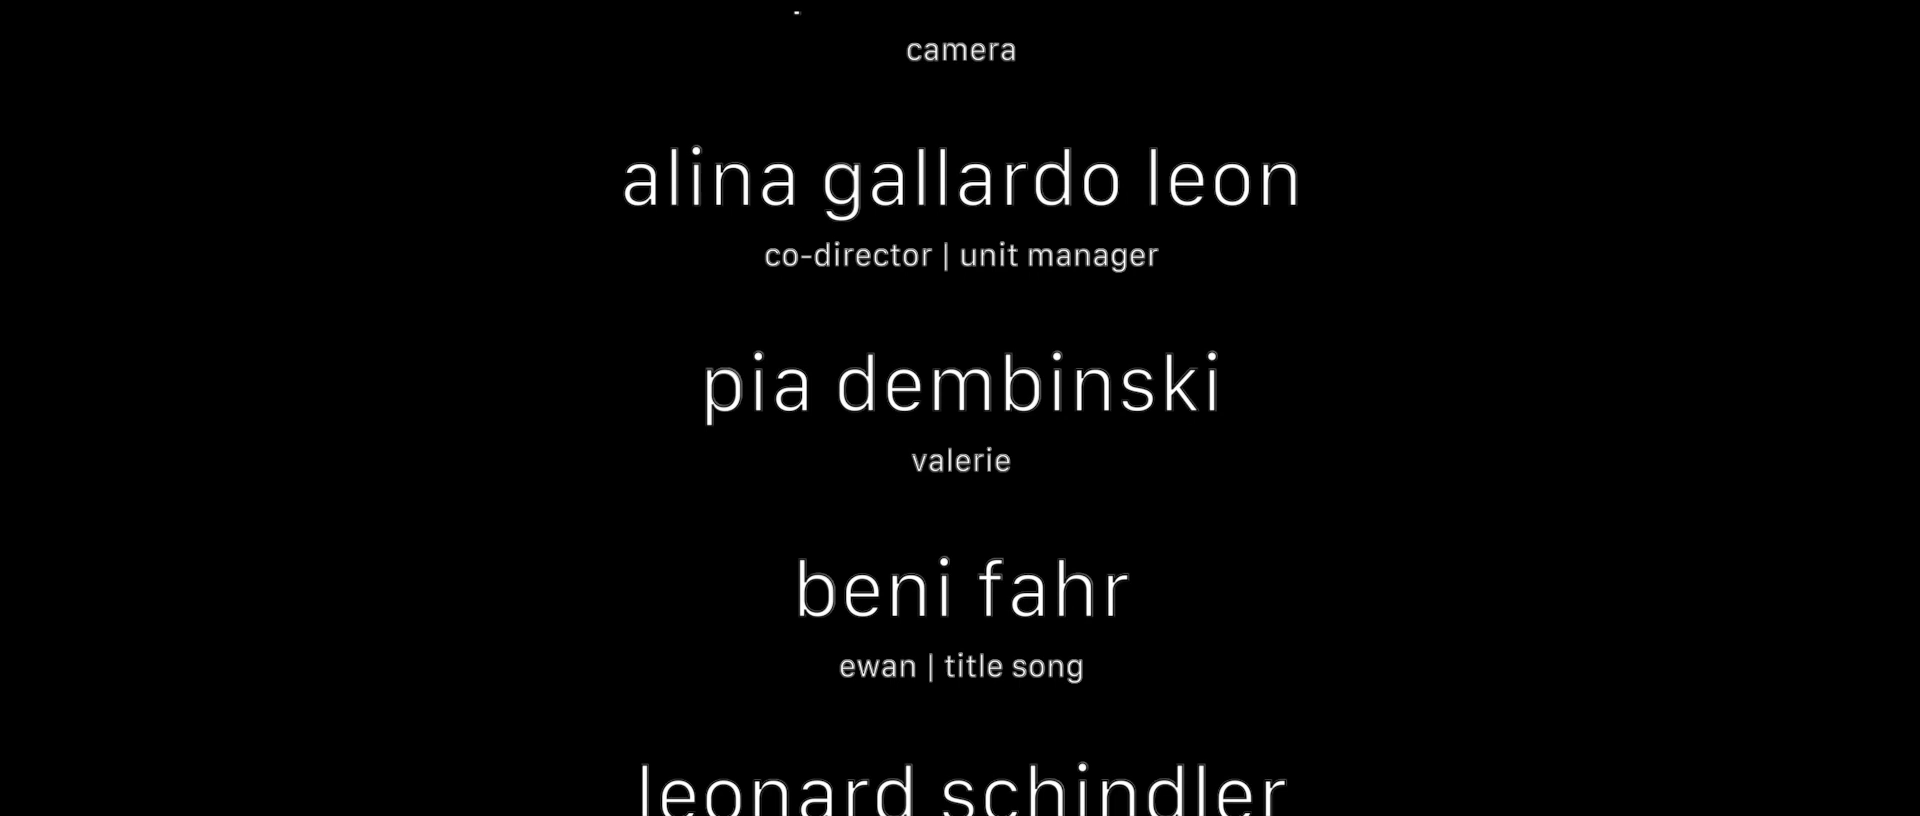 camera
alina gallardo leon
co-director | unit manager
pia dembinski
valerie
beni fahr
ewan | title song
leonard schindler